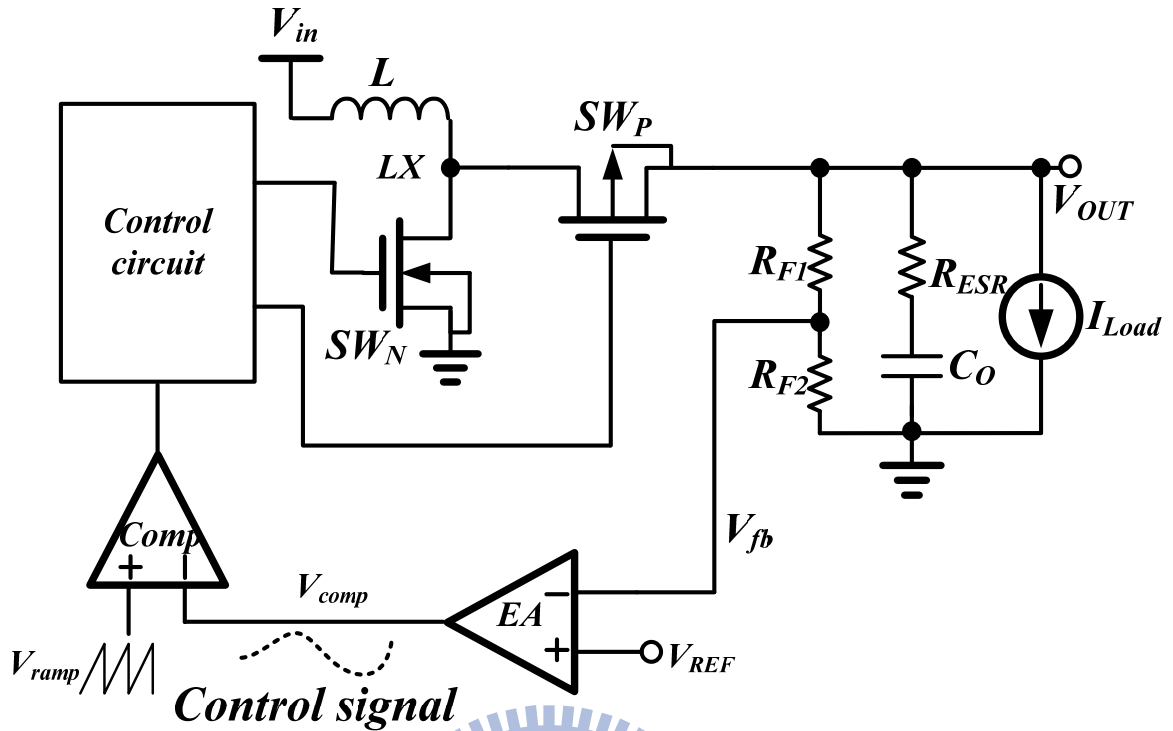 Vin
L
SWP
LX
VOUT
Control
circuit
RF1
RESR
ILoad
SWN
RF2
CO
Comp
+ −
Vfb
Vcomp
EA
−
+
Vramp
VREF
Control signal